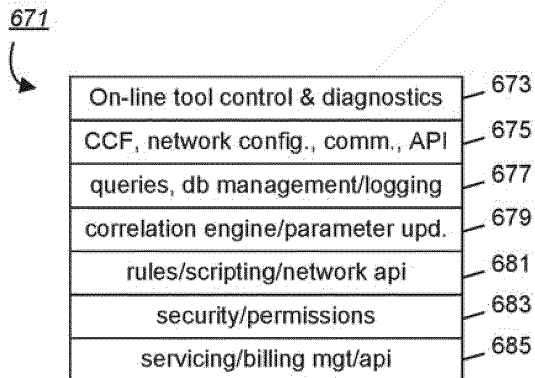 671
On-line tool control & diagnostics 673
CCF, network config., comm., API 675
queries, db management/logging 677
correlation engine/parameter upd. 679
rules/scripting/network api 681
security/permissions 683
servicing/billing mgt/api 685